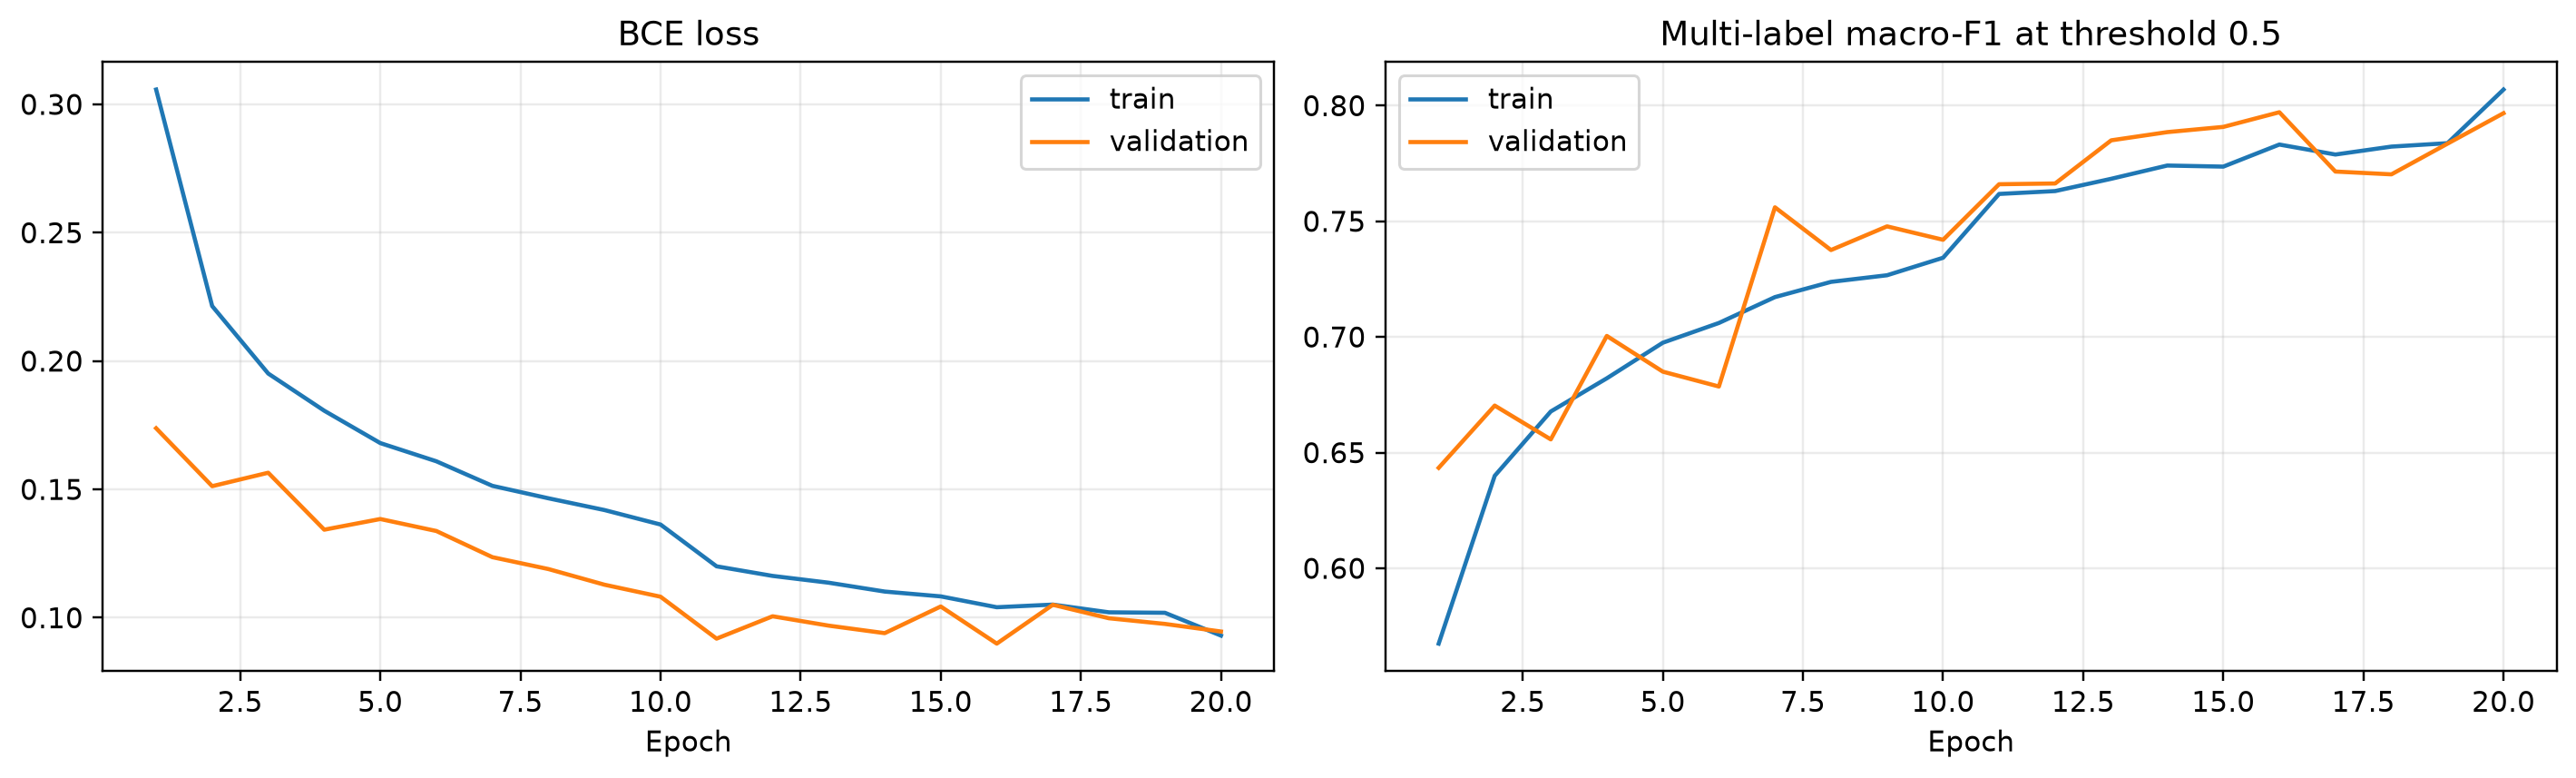 BCE loss
train
validation
0.30
0.25
0.20
0.15
0.10
2.5 5.0 7.5 10.0 12.5 15.0 17.5 20.0
Epoch
Multi-label macro-F1 at threshold 0.5
train
validation
0.80
0.75
0.70
0.65
0.60
2.5 5.0 7.5 10.0 12.5 15.0 17.5 20.0
Epoch